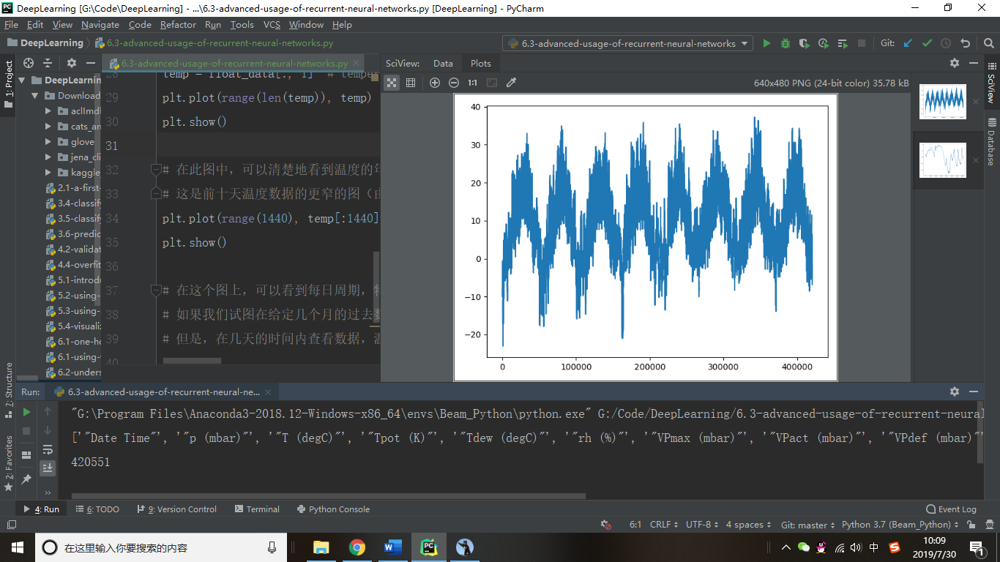 DeepLearning [G:\Code\DeepLearning] - ...\6.3-advanced-usage-of-recurrent-neural-networks.py [DeepLearning] - PyCharm
File Edit View Navigate Code Refactor Run Tools VCS Window Help
DeepLearning 6.3-advanced-usage-of-recurrent-neural-networks.py
6.3-advanced-usage-of-recurrent-neural-networks
Git:
1: Project
7: Structure
2: Favorites
DeepLearnin
Download
aclImd
cats_an
glove
jena_cli
kaggle
2.1-a-first-
3.4-classify
3.5-classify
3.6-predic
4.2-validat
4.4-overfit
5.1-introdu
5.2-using-
5.3-using-
5.4-visualiz
6.1-one-ho
6.1-using-
6.2-unders
6.3-advanced-usage-of-recurrent-neural-networks.py
28 temp = float_data[:, 1] # tempe
29 plt.plot(range(len(temp)), temp)
30 plt.show()
31
32 # 在此图中，可以清楚地看到温度的年
33 # 这是前十天温度数据的更窄的图（由
34 plt.plot(range(1440), temp[:1440]
35 plt.show()
36
37 # 在这个图上，可以看到每日周期，特
38 # 如果我们试图在给定几个月的过去数
39 # 但是，在几天的时间内查看数据，温
40
SciView: Data Plots
1:1
640x480 PNG (24-bit color) 35.78 kB
40
30
20
10
0
−10
−20
0 100000 200000 300000 400000
SciView
Database
Run: 6.3-advanced-usage-of-recurrent-neural-ne...
"G:\Program Files\Anaconda3-2018.12-Windows-x86_64\envs\Beam_Python\python.exe" G:/Code/DeepLearning/6.3-advanced-usage-of-recurrent-neural
['"Date Time"', '"p (mbar)"', '"T (degC)"', '"Tpot (K)"', '"Tdew (degC)"', '"rh (%)"', '"VPmax (mbar)"', '"VPact (mbar)"', '"VPdef (mbar)"'
420551
4: Run 6: TODO 9: Version Control Terminal Python Console Event Log
6:1 CRLF UTF-8 4 spaces Git: master Python 3.7 (Beam_Python)
在这里输入你要搜索的内容
中
10:09
2019/7/30
1